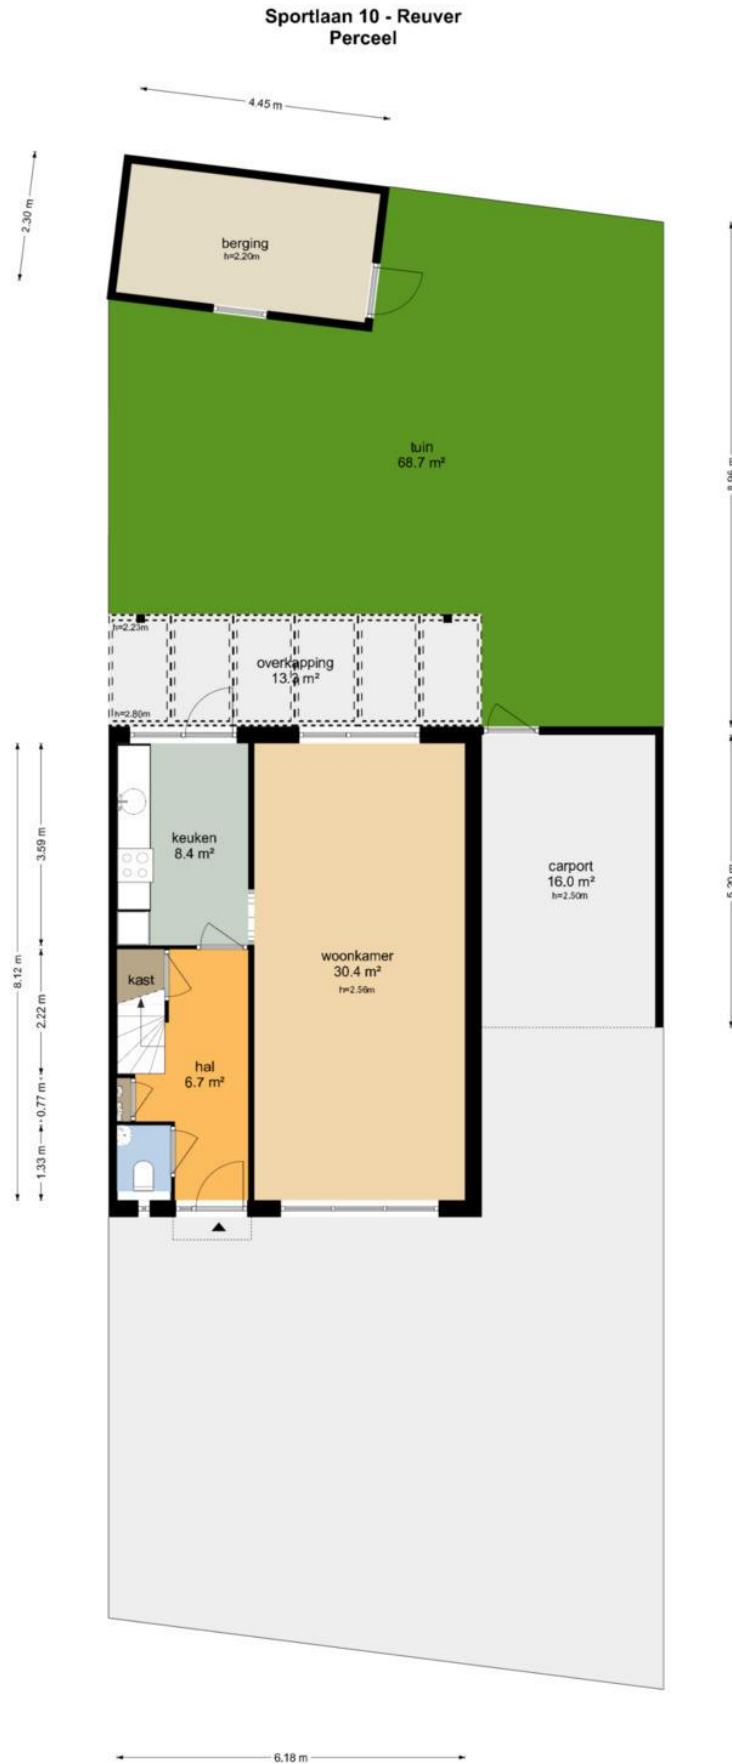 Sportlaan 10 - Reuver
Perceel
4.45 m
2.30 m
berging
h=2.20m
tuin
68.7 m²
h=2.23m
overkapping
m²
h=2.80m
keuken
8.4 m²
carport
16.0 m²
h=2.50m
woonkamer
30.4 m²
h=2.56m
kast
hal
6.7 m²
3.59 m
8.12 m
2.22 m
0.77 m
1.33 m
6.18 m